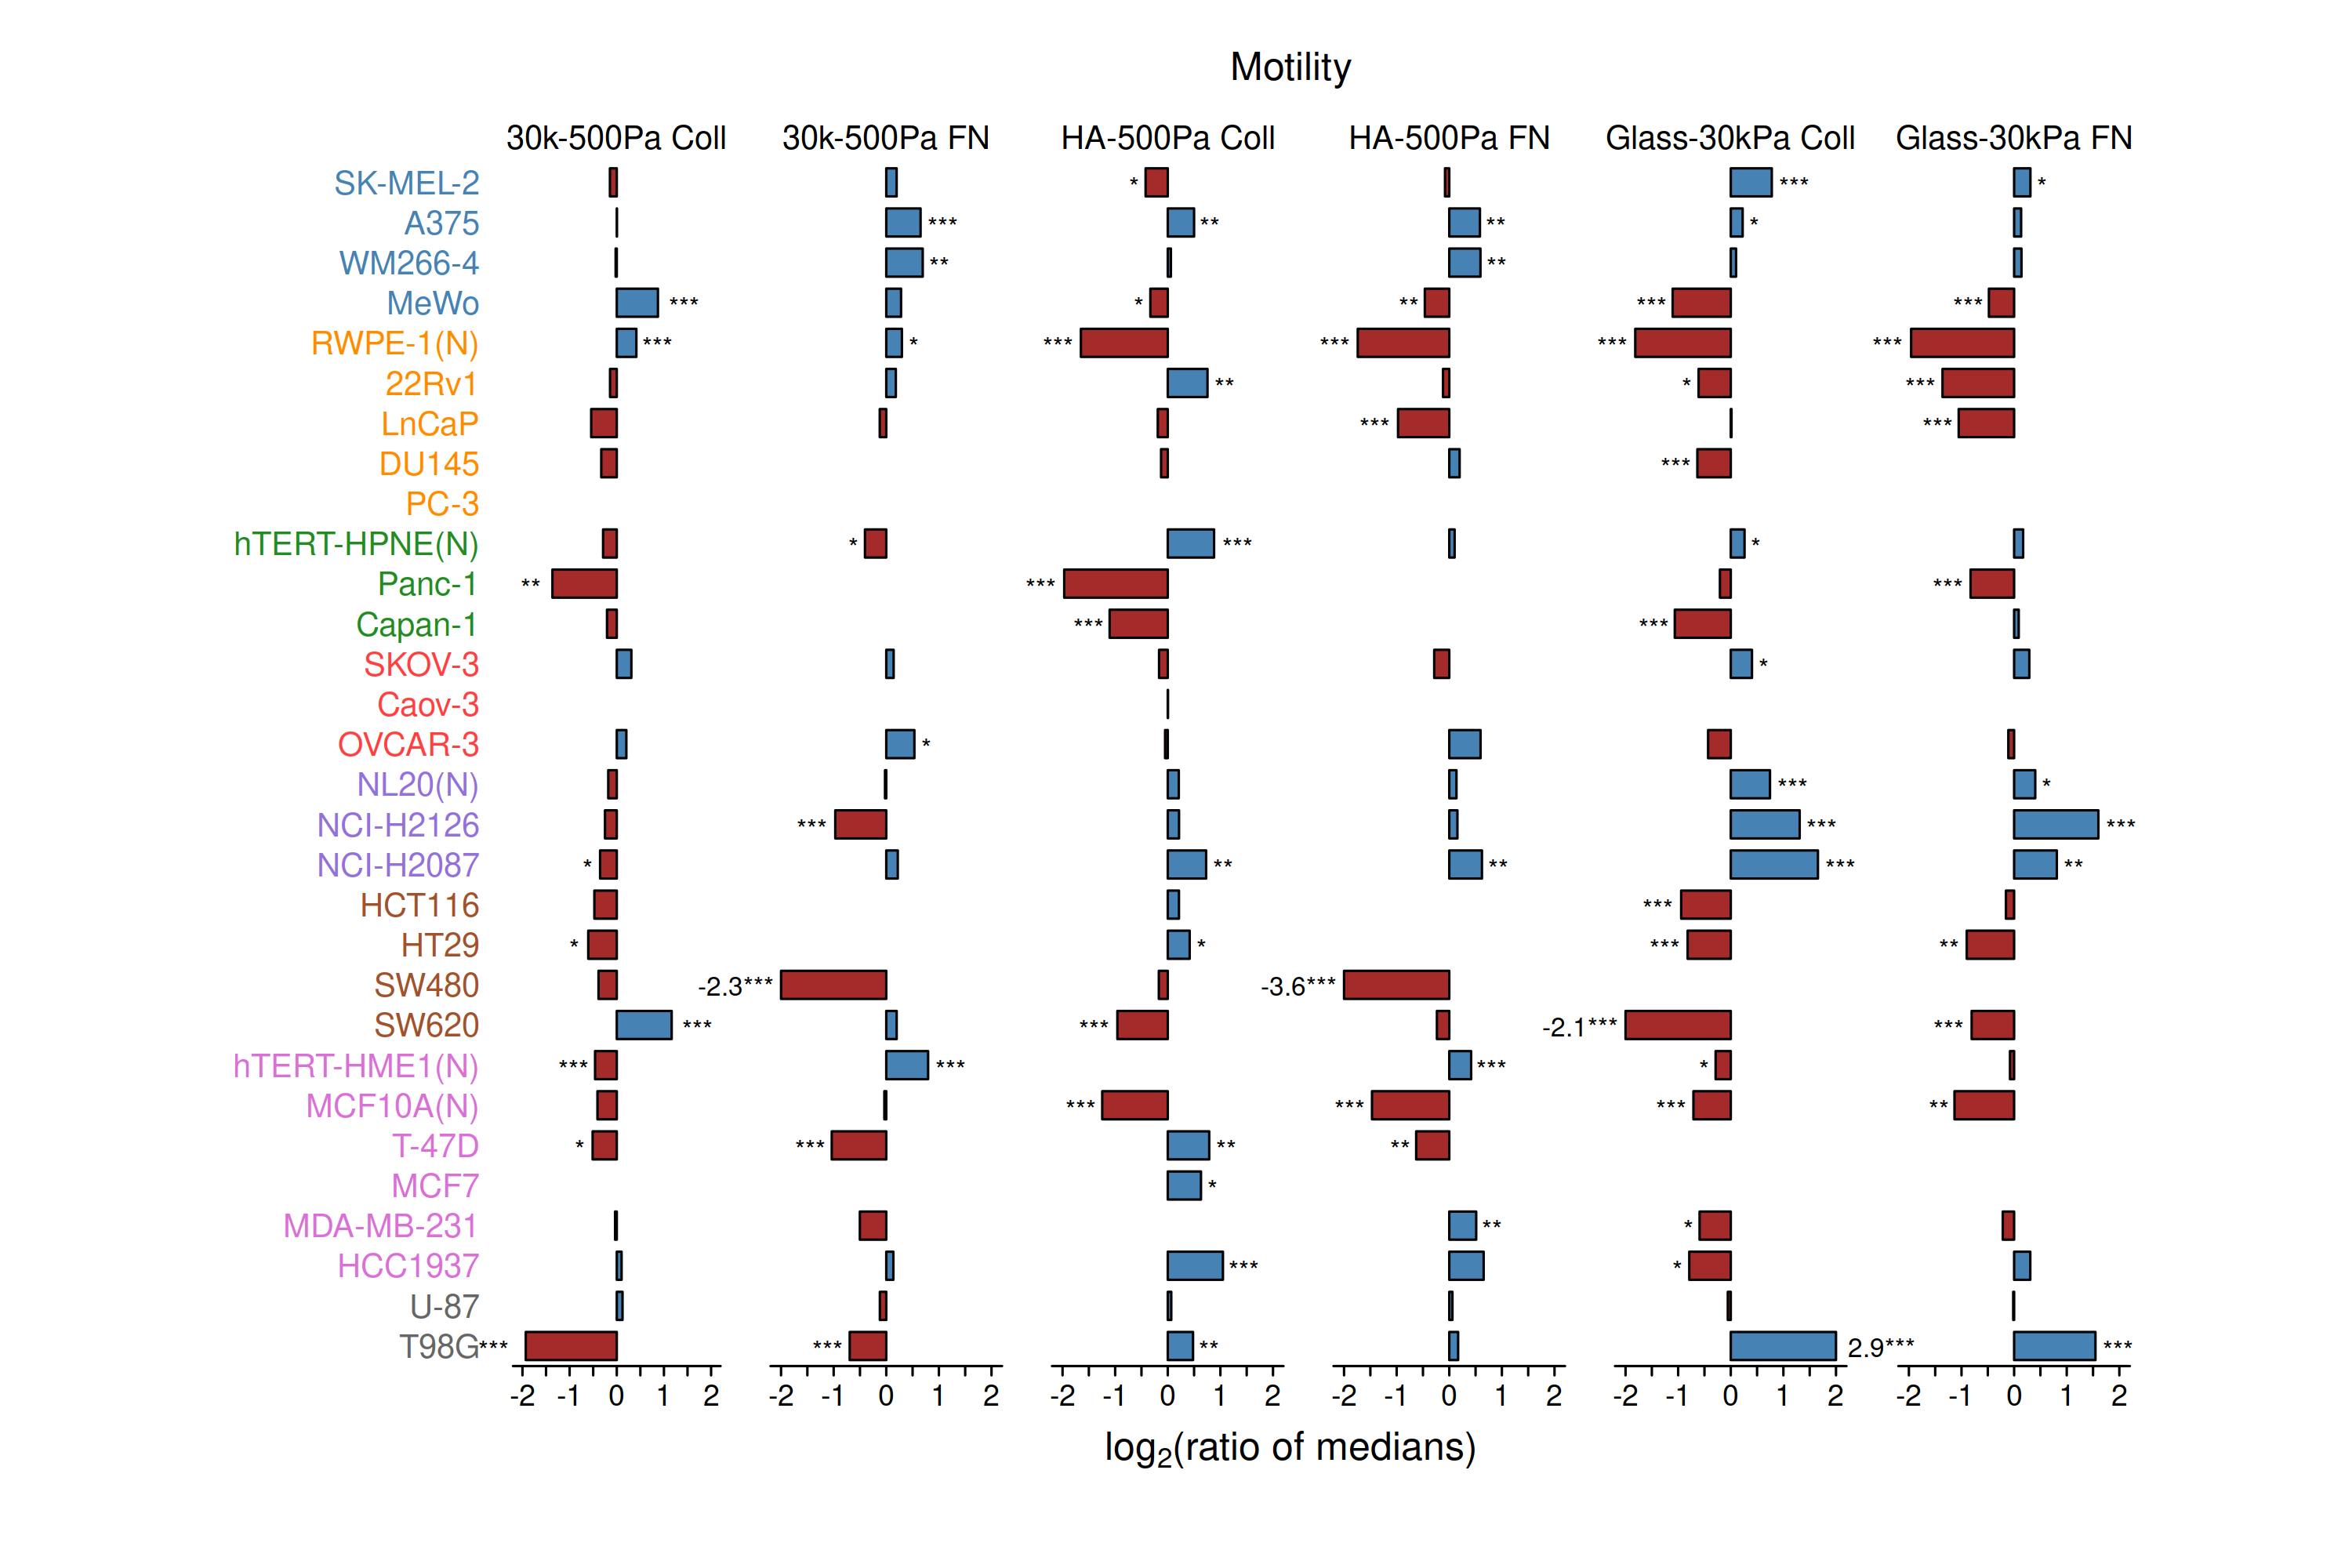 Motility
30k-500Pa Coll 30k-500Pa FN HA-500Pa Coll HA-500Pa FN Glass-30kPa Coll Glass-30kPa FN
SK-MEL-2 * *** *
A375 *** ** ** *
WM266-4 ** **
MeWo *** * ** *** ***
RWPE-1(N) *** * *** *** *** ***
22Rv1 ** * ***
LnCaP *** ***
DU145 ***
PC-3
hTERT-HPNE(N) * *** *
Panc-1 ** *** ***
Capan-1 *** ***
SKOV-3 *
Caov-3
OVCAR-3 *
NL20(N) *** *
NCI-H2126 *** *** ***
NCI-H2087 * ** ** *** **
HCT116 ***
HT29 * * *** **
SW480 -2.3*** -3.6***
SW620 *** *** -2.1*** ***
hTERT-HME1(N) *** *** *** *
MCF10A(N) *** *** *** **
T-47D * *** ** **
MCF7 *
MDA-MB-231 ** *
HCC1937 *** *
U-87
T98G*** *** ** 2.9*** ***
-2 -1 0 1 2 -2 -1 0 1 2 -2 -1 0 1 2 -2 -1 0 1 2 -2 -1 0 1 2 -2 -1 0 1 2
log₂(ratio of medians)